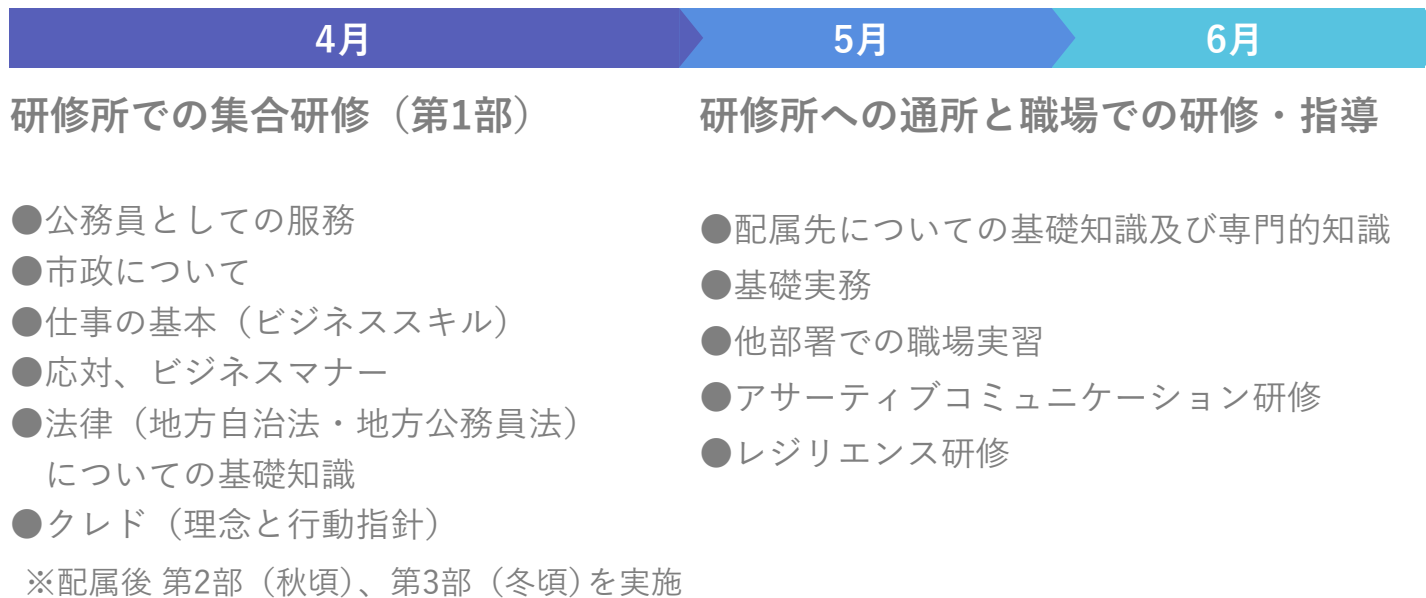 4月
5月
6月
研修所での集合研修（第1部）
●公務員としての服務
●市政について
●仕事の基本（ビジネススキル）
●応対、ビジネスマナー
●法律（地方自治法・地方公務員法）
についての基礎知識
●クレド（理念と行動指針）
※配属後 第2部（秋頃）、第3部（冬頃）を実施
研修所への通所と職場での研修・指導
●配属先についての基礎知識及び専門的知識
●基礎実務
●他部署での職場実習
●アサーティブコミュニケーション研修
●レジリエンス研修